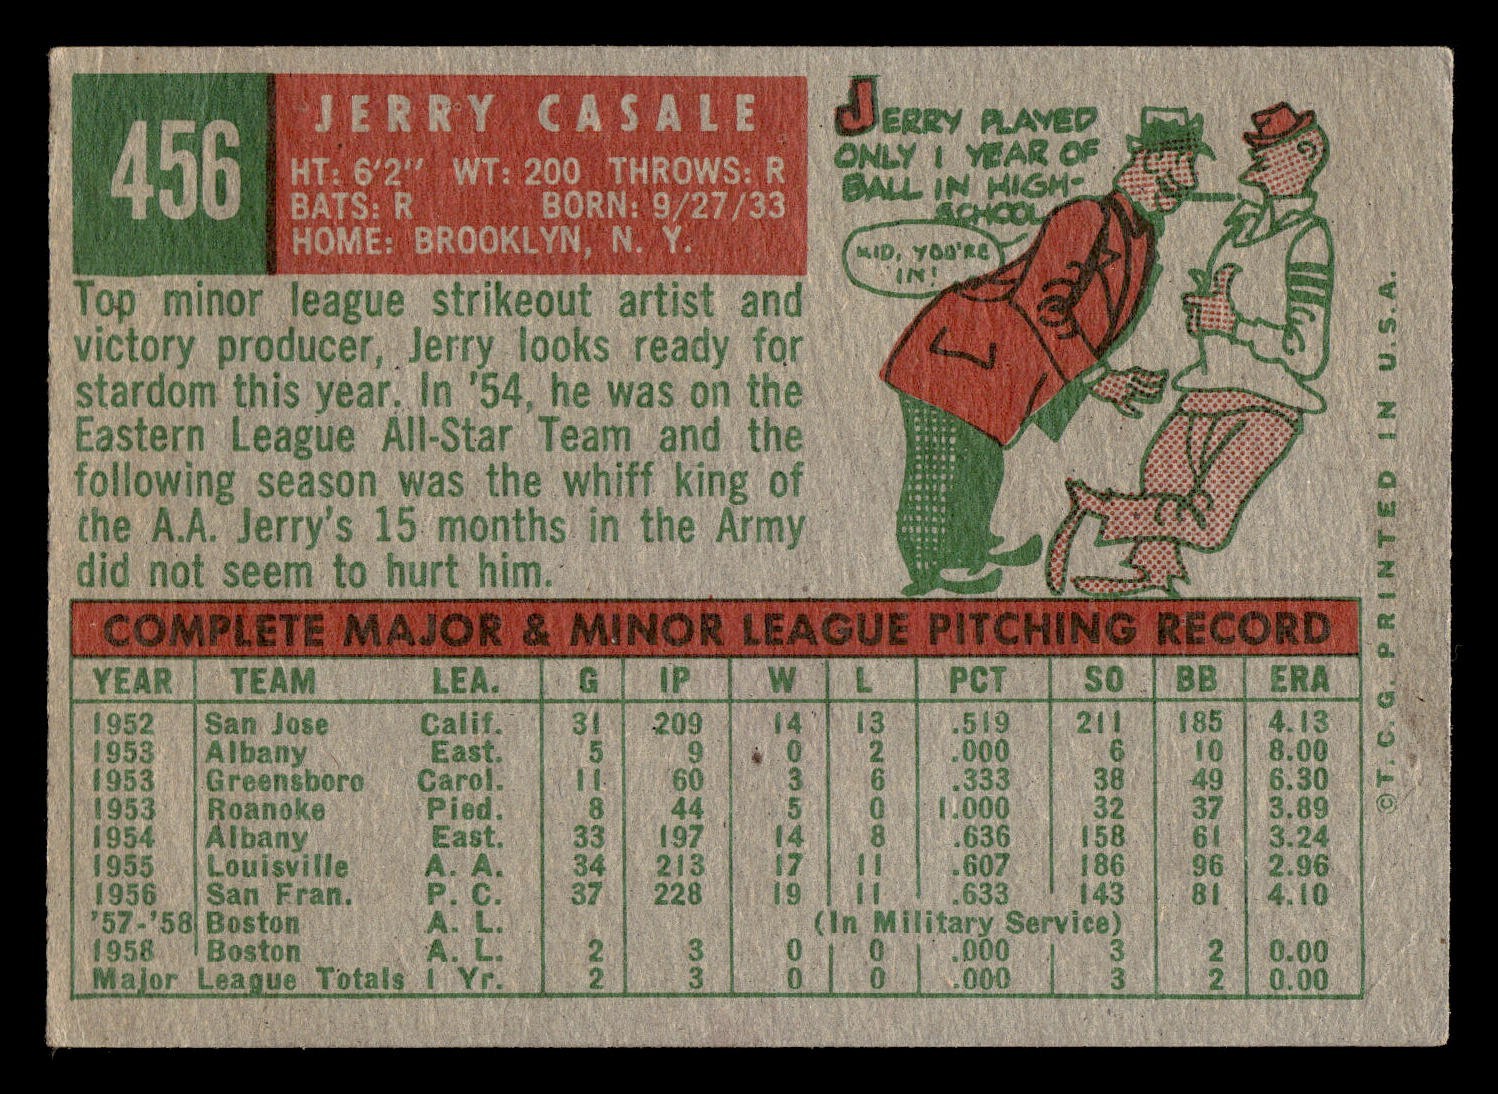 456
JERRY CASALE
HT: 6'2" WT: 200 THROWS: R
BATS: R BORN: 9/27/33
HOME: BROOKLYN, N. Y.
JERRY PLAYED
ONLY 1 YEAR OF
BALL IN HIGH-
SCHOOL
KID, YOU'RE
IN!
Top minor league strikeout artist and
victory producer, Jerry looks ready for
stardom this year. In '54, he was on the
Eastern League All-Star Team and the
following season was the whiff king of
the A.A. Jerry's 15 months in the Army
did not seem to hurt him.
COMPLETE MAJOR & MINOR LEAGUE PITCHING RECORD
YEAR TEAM LEA. G IP W L PCT SO BB ERA
1952 San Jose Calif. 31 209 14 13 .519 211 185 4.13
1953 Albany East. 5 9 0 2 .000 6 10 8.00
1953 Greensboro Carol. 11 60 3 6 .333 38 49 6.30
1953 Roanoke Pied. 8 44 5 0 1.000 32 37 3.89
1954 Albany East. 33 197 14 8 .636 158 61 3.24
1955 Louisville A. A. 34 213 17 11 .607 186 96 2.96
1956 San Fran. P. C. 37 228 19 11 .633 143 81 4.10
'57-'58 Boston A. L. (In Military Service)
1958 Boston A. L. 2 3 0 0 .000 3 2 0.00
Major League Totals 1 Yr. 2 3 0 0 .000 3 2 0.00
©T.C.G. PRINTED IN U.S.A.